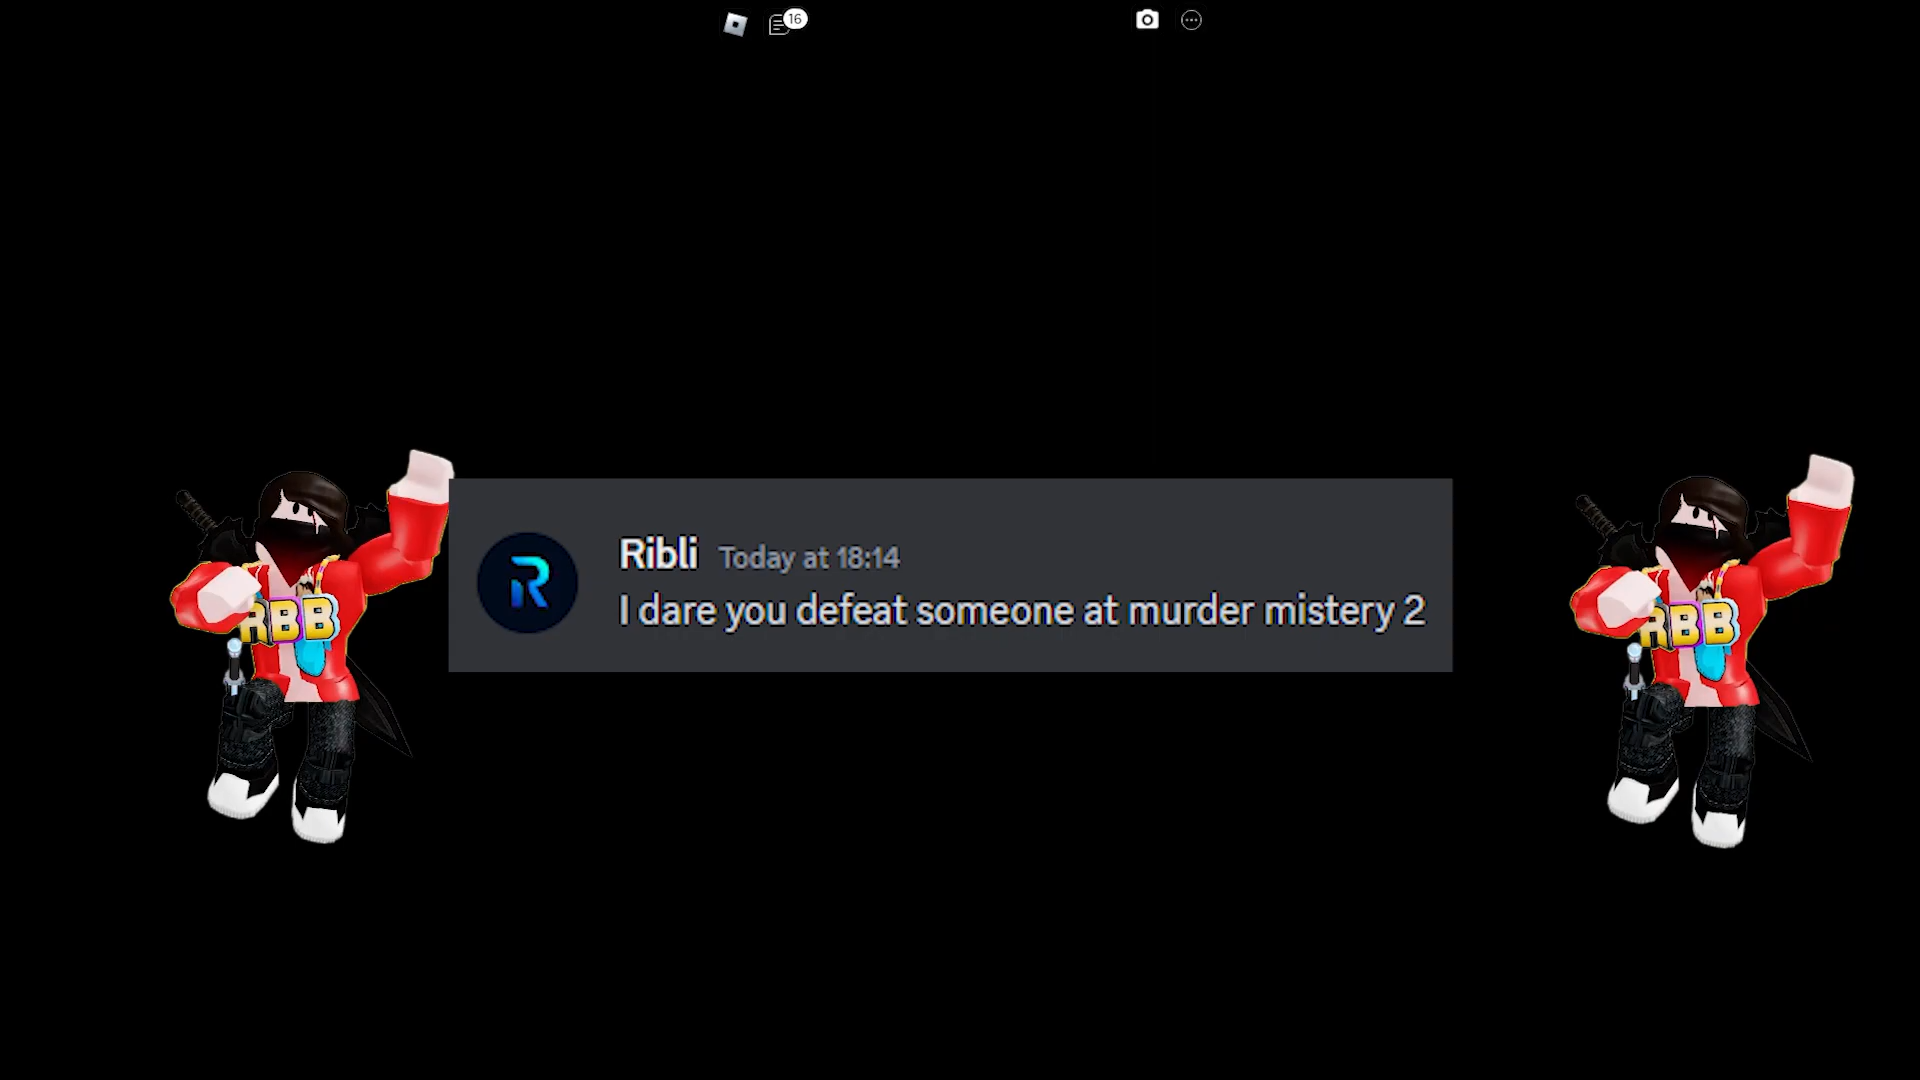 16
Ribli Today at 18:14
I dare you defeat someone at murder mistery 2
RBB
RBB